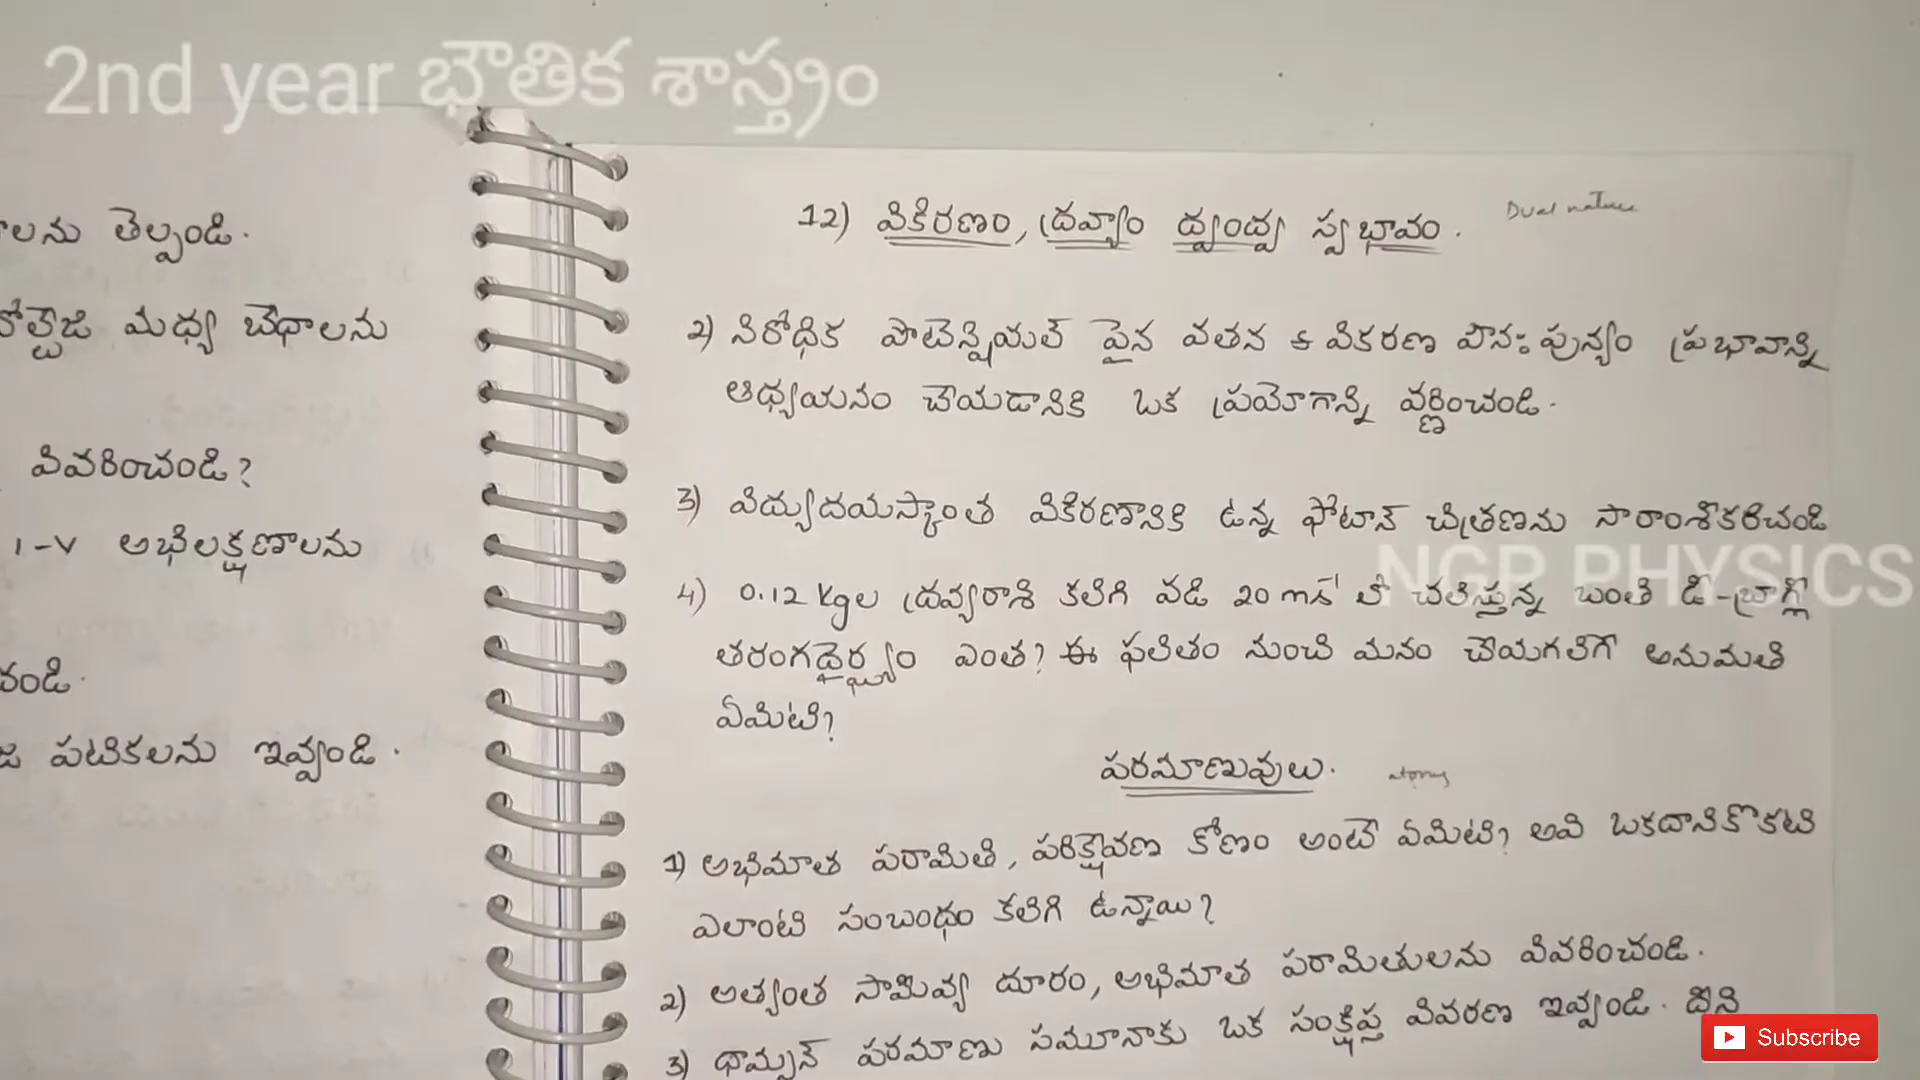 2nd year భౌతిక శాస్త్రం
తెల్పండి.
మధ్య భేదాలను
వివరించండి?
I-V అభిలక్షణాలను
పటికలను ఇవ్వండి.
12) వికిరణం, ద్రవ్యాం ద్వంద్వ స్వభావం. Dual nature
2) నిరోధిక పొటెన్షియల్ పైన పతన వికరణ పౌనఃపున్యం ప్రభావాన్ని
అధ్యయనం చేయడానికి ఒక ప్రయోగాన్ని వర్ణించండి.
3) విద్యుదయస్కాంత వికిరణానికి ఉన్న ఫోటాన్ చిత్రణను సారాంశీకరించండి
NGP PHYSICS
4) 0.12 Kgల ద్రవ్యరాశి కలిగి వడి 20 ms⁻¹ తో చలిస్తున్న బంతి డి-బ్రాగ్లీ
తరంగదైర్ఘ్యం ఎంత? ఈ ఫలితం నుంచి మనం చేయగలిగే అనుమతి
ఏమిటి?
పరమాణువులు. atoms
1) అభిఘాత పరామితి, పరిక్షేపణ కోణం అంటే ఏమిటి? అవి ఒకదానికొకటి
ఎలాంటి సంబంధం కలిగి ఉన్నాయి?
2) అత్యంత సామీప్య దూరం, అభిఘాత పరామితులను వివరించండి.
3) థామ్సన్ పరమాణు నమూనాకు ఒక సంక్షిప్త వివరణ ఇవ్వండి. దీని
Subscribe